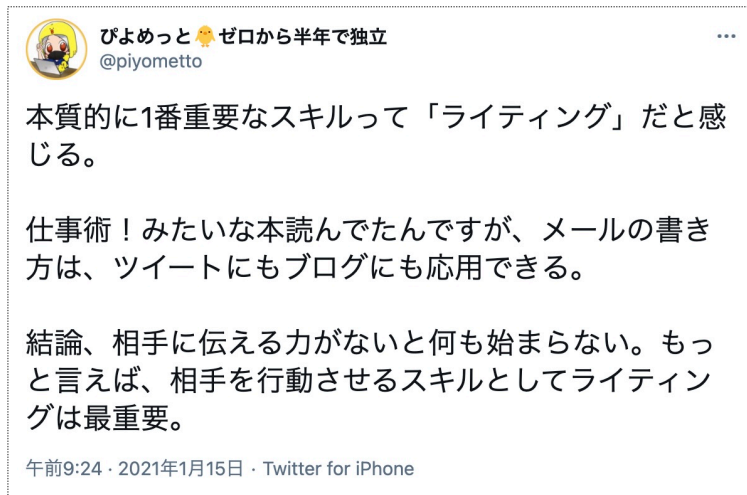 ぴよめっと🐥ゼロから半年で独立
@piyometto
本質的に1番重要なスキルって「ライティング」だと感
じる。
仕事術！みたいな本読んでたんですが、メールの書き
方は、ツイートにもブログにも応用できる。
結論、相手に伝える力がないと何も始まらない。もっ
と言えば、相手を行動させるスキルとしてライティン
グは最重要。
午前9:24 · 2021年1月15日 · Twitter for iPhone